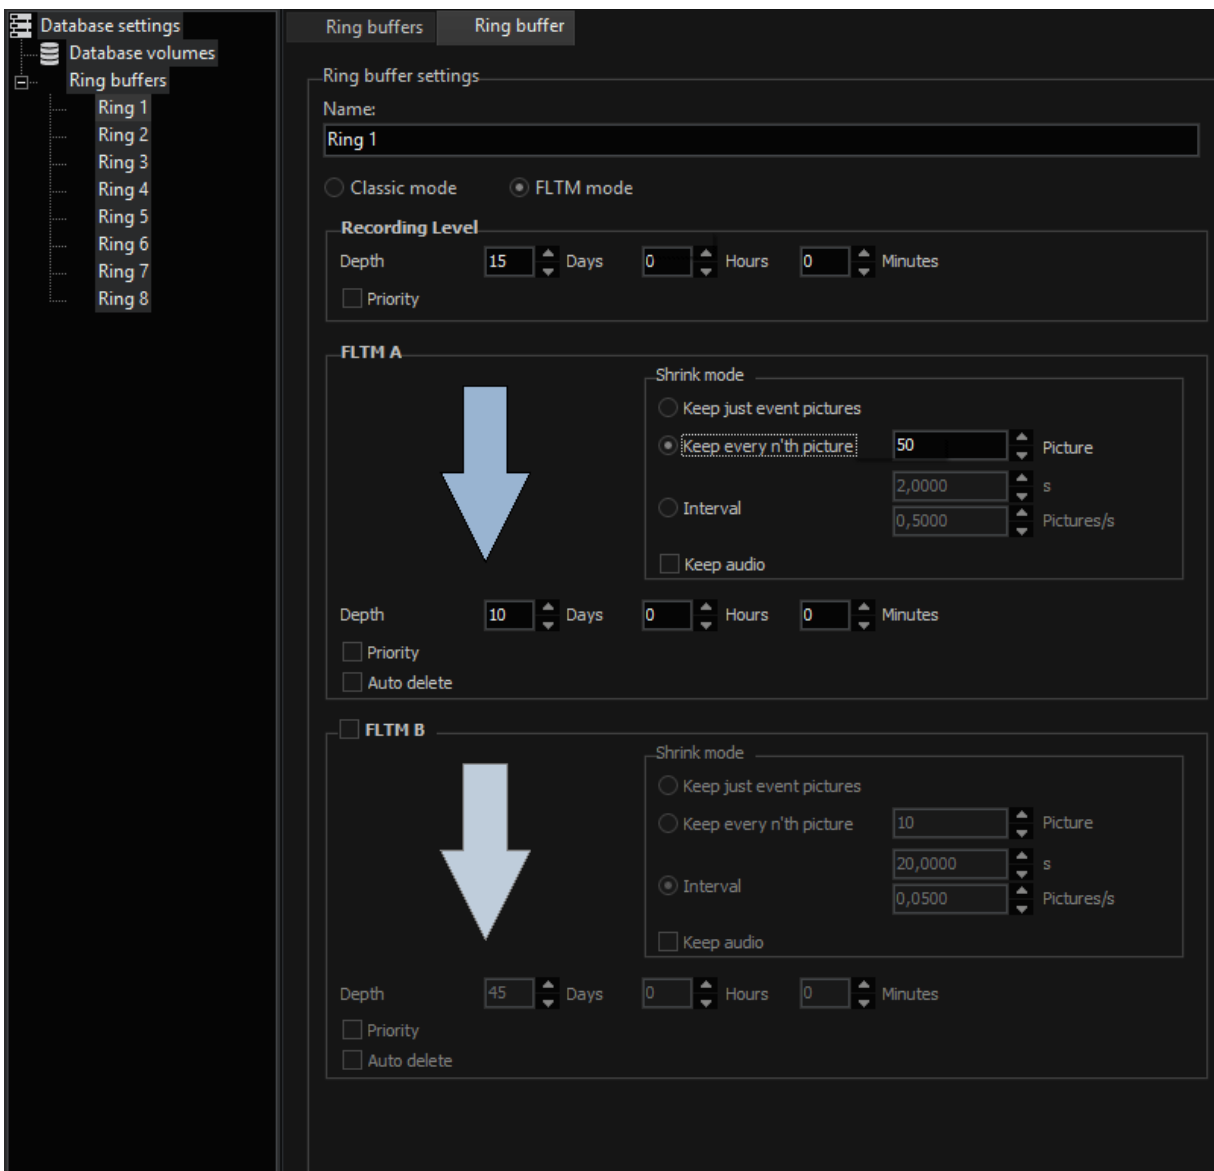 Database settings
Database volumes
Ring buffers
Ring 1
Ring 2
Ring 3
Ring 4
Ring 5
Ring 6
Ring 7
Ring 8
Ring buffers Ring buffer
Ring buffer settings
Name:
Ring 1
Classic mode FLTM mode
Recording Level
Depth 15 Days 0 Hours 0 Minutes
Priority
FLTM A
Shrink mode
Keep just event pictures
Keep every n'th picture 50 Picture
2,0000 s
Interval
0,5000 Pictures/s
Keep audio
Depth 10 Days 0 Hours 0 Minutes
Priority
Auto delete
FLTM B
Shrink mode
Keep just event pictures
Keep every n'th picture 10 Picture
20,0000 s
Interval
0,0500 Pictures/s
Keep audio
Depth 45 Days 0 Hours 0 Minutes
Priority
Auto delete